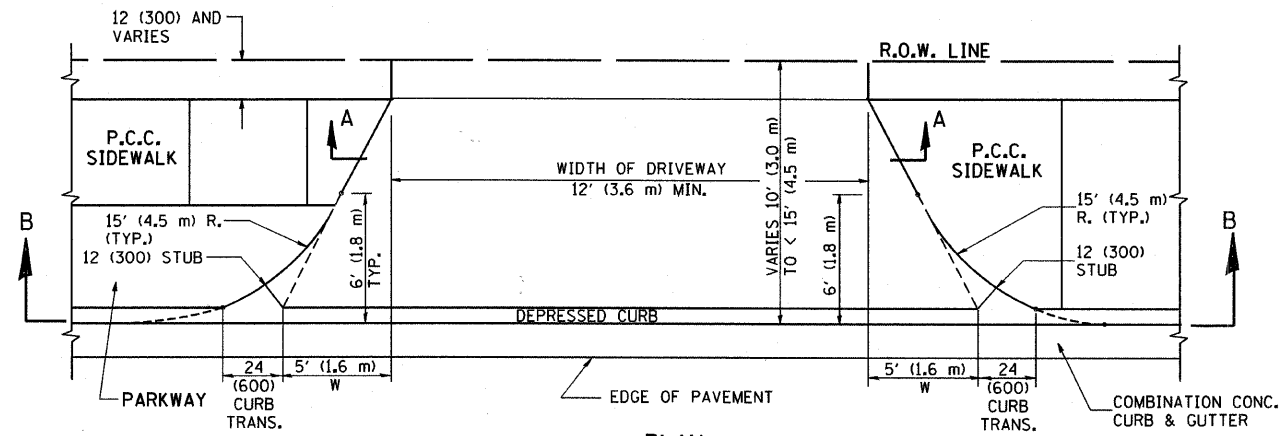 12 (300) AND
VARIES
R.O.W. LINE
A
A
P.C.C.
SIDEWALK
WIDTH OF DRIVEWAY
12' (3.6 m) MIN.
VARIES 10' (3.0 m)
TO < 15' (4.5 m)
P.C.C.
SIDEWALK
B
15' (4.5 m) R.
(TYP.)
12 (300) STUB
6' (1.8 m)
TYP.
6' (1.8 m)
15' (4.5 m)
R. (TYP.)
12 (300)
STUB
B
DEPRESSED CURB
24
(600)
CURB
TRANS.
5' (1.6 m)
W
5' (1.6 m)
W
24
(600)
CURB
TRANS.
PARKWAY
EDGE OF PAVEMENT
COMBINATION CONC.
CURB & GUTTER